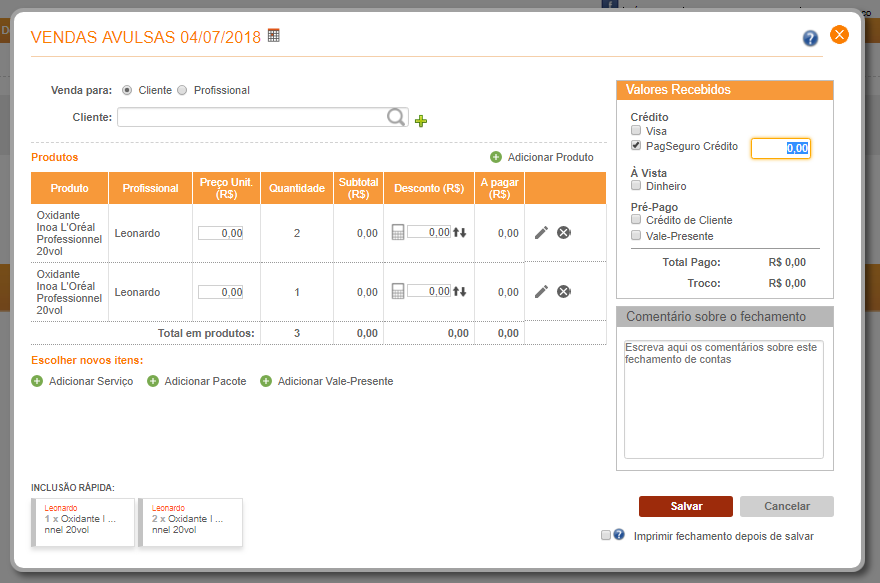 VENDAS AVULSAS 04/07/2018
?
Venda para: Cliente Profissional
Cliente:
Produtos
Adicionar Produto
Produto Profissional Preço Unit. (R$) Quantidade Subtotal (R$) Desconto (R$) A pagar (R$)
Oxidante
Inoa L'Oréal
Professionnel
20vol
Leonardo 0,00 2 0,00 0,00 0,00
Oxidante
Inoa L'Oréal
Professionnel
20vol
Leonardo 0,00 1 0,00 0,00 0,00
Total em produtos: 3 0,00 0,00 0,00
Escolher novos itens:
Adicionar Serviço Adicionar Pacote Adicionar Vale-Presente
INCLUSÃO RÁPIDA:
Leonardo
1 x Oxidante I ...
nnel 20vol
Leonardo
2 x Oxidante I ...
nnel 20vol
Valores Recebidos
Crédito
Visa
PagSeguro Crédito 0,00
À Vista
Dinheiro
Pré-Pago
Crédito de Cliente
Vale-Presente
Total Pago: R$ 0,00
Troco: R$ 0,00
Comentário sobre o fechamento
Escreva aqui os comentários sobre este
fechamento de contas
Salvar Cancelar
? Imprimir fechamento depois de salvar